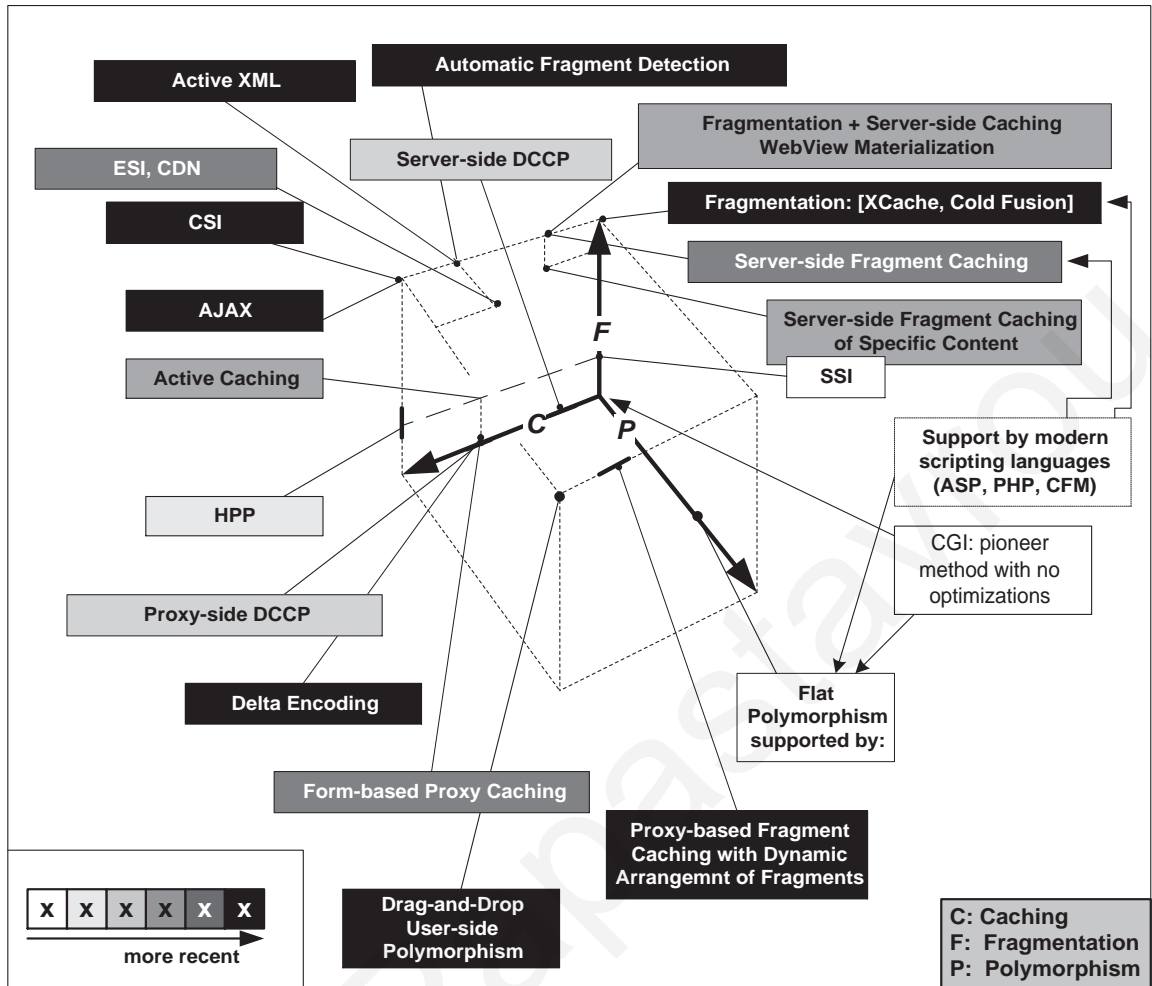 Automatic Fragment Detection
Active XML
Fragmentation + Server-side Caching
WebView Materialization
Server-side DCCP
ESI, CDN
Fragmentation: [XCache, Cold Fusion]
CSI
Server-side Fragment Caching
AJAX
Server-side Fragment Caching
of Specific Content
F
SSI
Active Caching
C
P
Support by modern
scripting languages
(ASP, PHP, CFM)
HPP
CGI: pioneer
method with no
optimizations
Proxy-side DCCP
Delta Encoding
Flat
Polymorphism
supported by:
Form-based Proxy Caching
Proxy-based Fragment
Caching with Dynamic
Arrangemnt of Fragments
Drag-and-Drop
User-side
Polymorphism
x x x x x x
more recent
C: Caching
F: Fragmentation
P: Polymorphism
Papastavrou